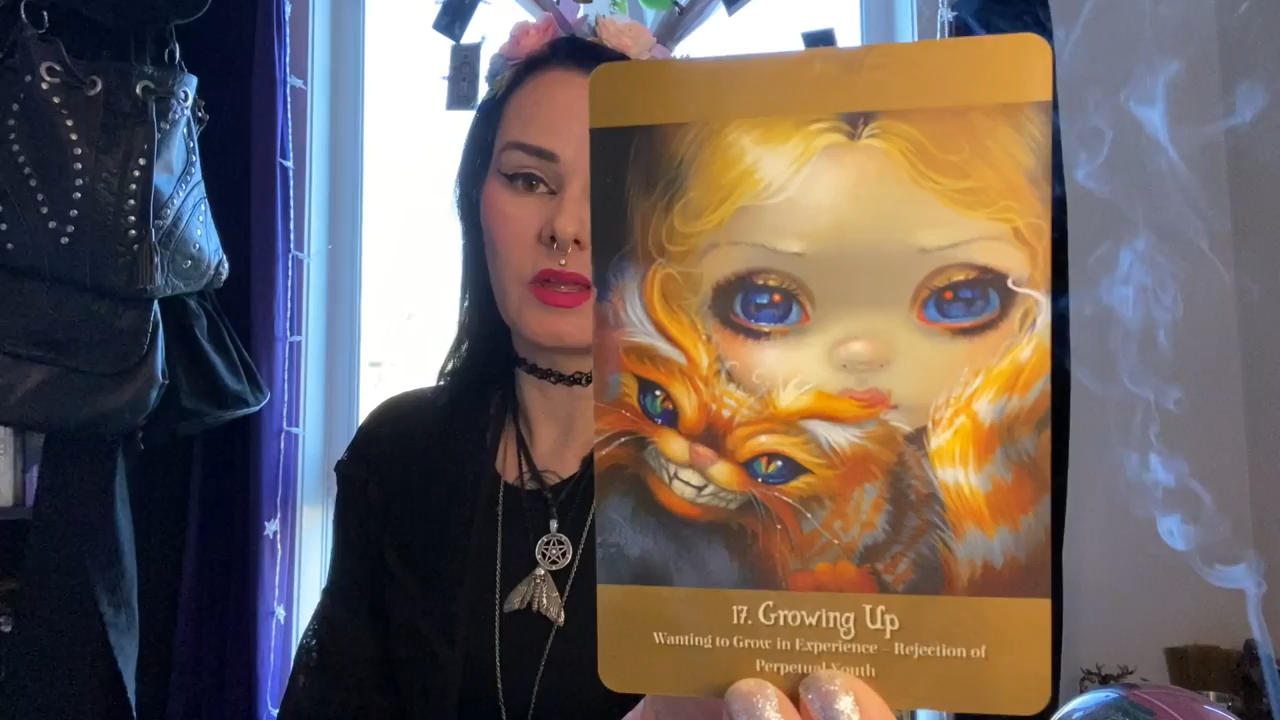 17. Growing Up
Wanting to Grow in Experience – Rejection of
Perpetual Youth